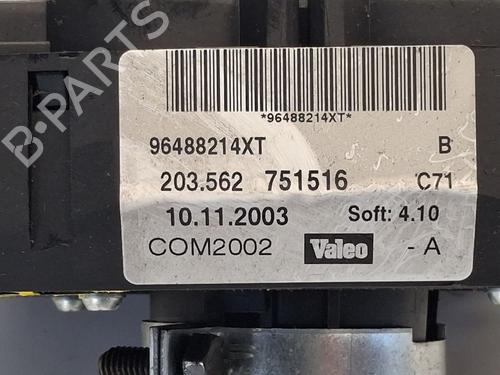 B-PARTS
*96488214XT*
96488214XT B
203.562 751516 C71
10.11.2003 Soft: 4.10
COM2002 Valeo - A